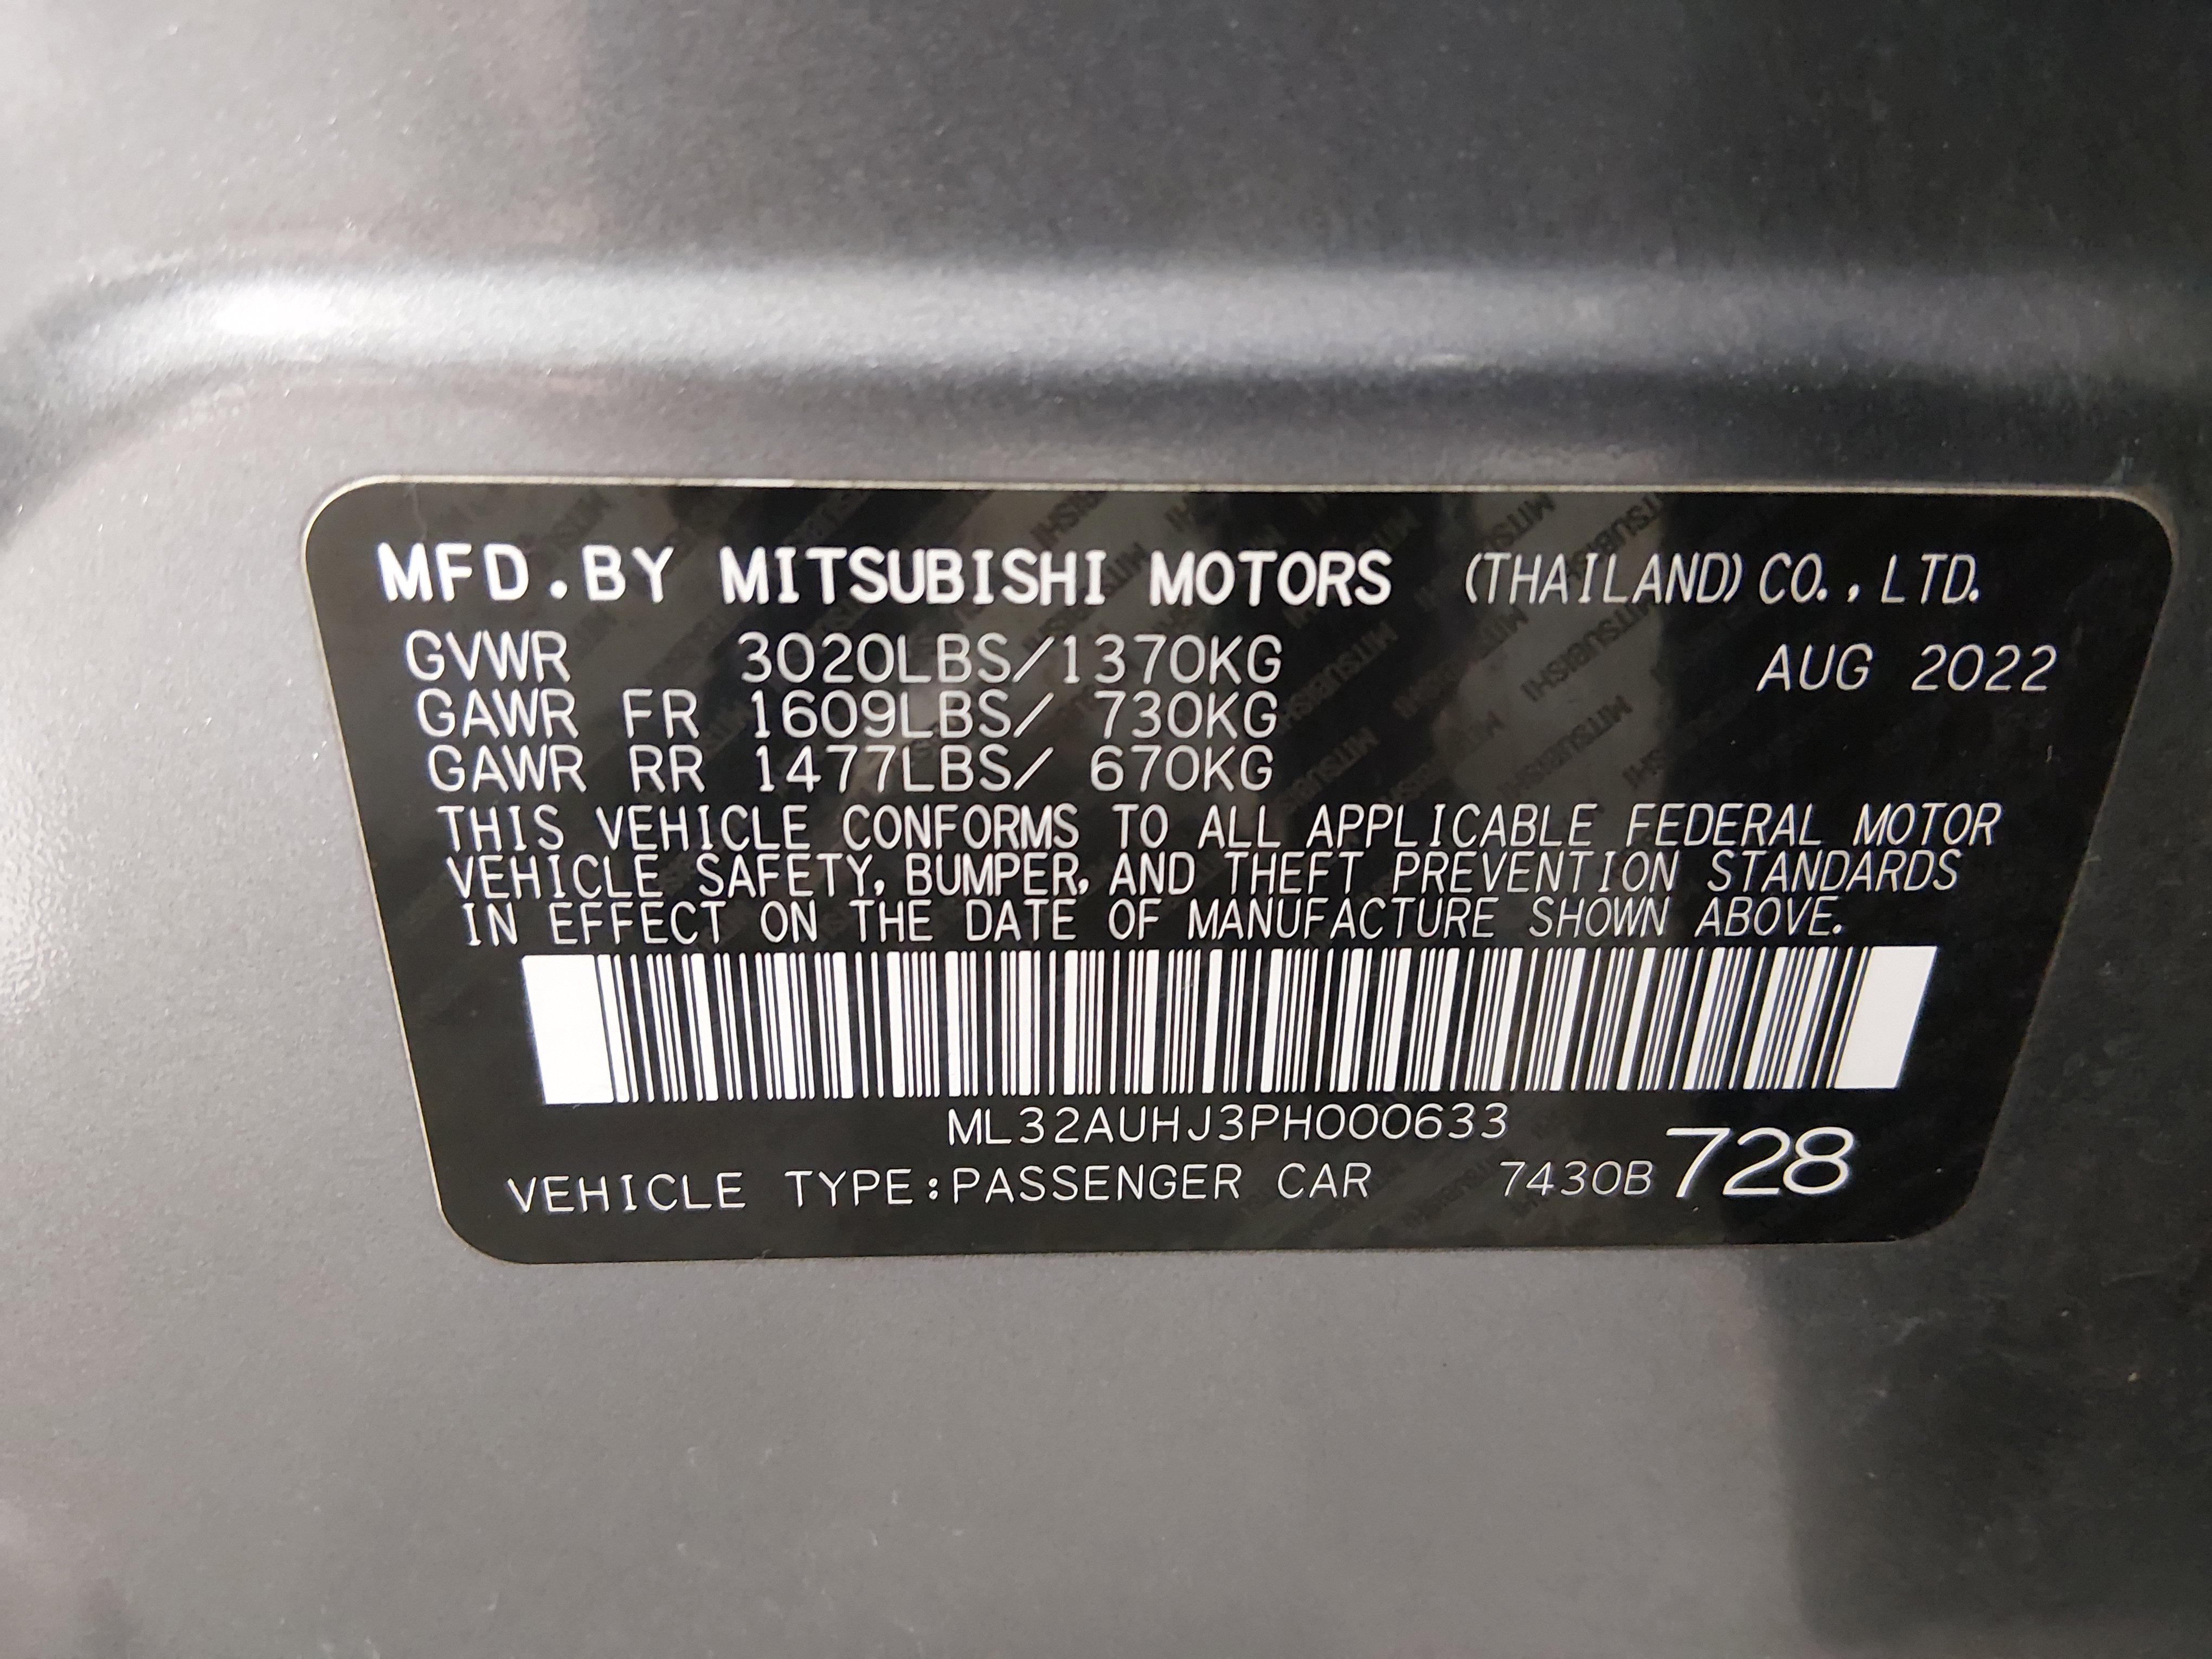 MFD.BY MITSUBISHI MOTORS (THAILAND) CO., LTD.
GVWR 3020LBS/1370KG AUG 2022
GAWR FR 1609LBS/ 730KG
GAWR RR 1477LBS/ 670KG
THIS VEHICLE CONFORMS TO ALL APPLICABLE FEDERAL MOTOR
VEHICLE SAFETY, BUMPER, AND THEFT PREVENTION STANDARDS
IN EFFECT ON THE DATE OF MANUFACTURE SHOWN ABOVE.
ML32AUHJ3PH000633
VEHICLE TYPE:PASSENGER CAR 7430B728